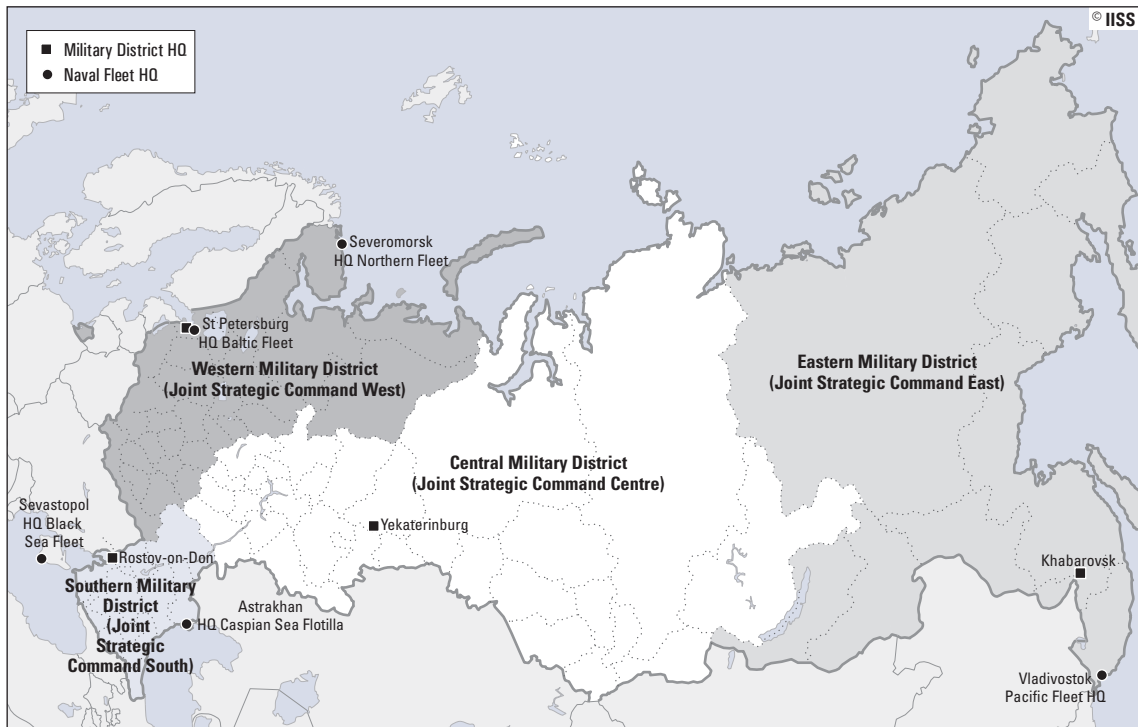 © IISS
Military District HQ
Naval Fleet HQ
Severomorsk
HQ Northern Fleet
St Petersburg
HQ Baltic Fleet
Western Military District
(Joint Strategic Command West)
Eastern Military District
(Joint Strategic Command East)
Central Military District
(Joint Strategic Command Centre)
Sevastopol
HQ Black
Sea Fleet
Yekaterinburg
Rostov-on-Don
Khabarovsk
Southern Military
District
(Joint
Strategic
Command South)
Astrakhan
HQ Caspian Sea Flotilla
Vladivostok
Pacific Fleet HQ